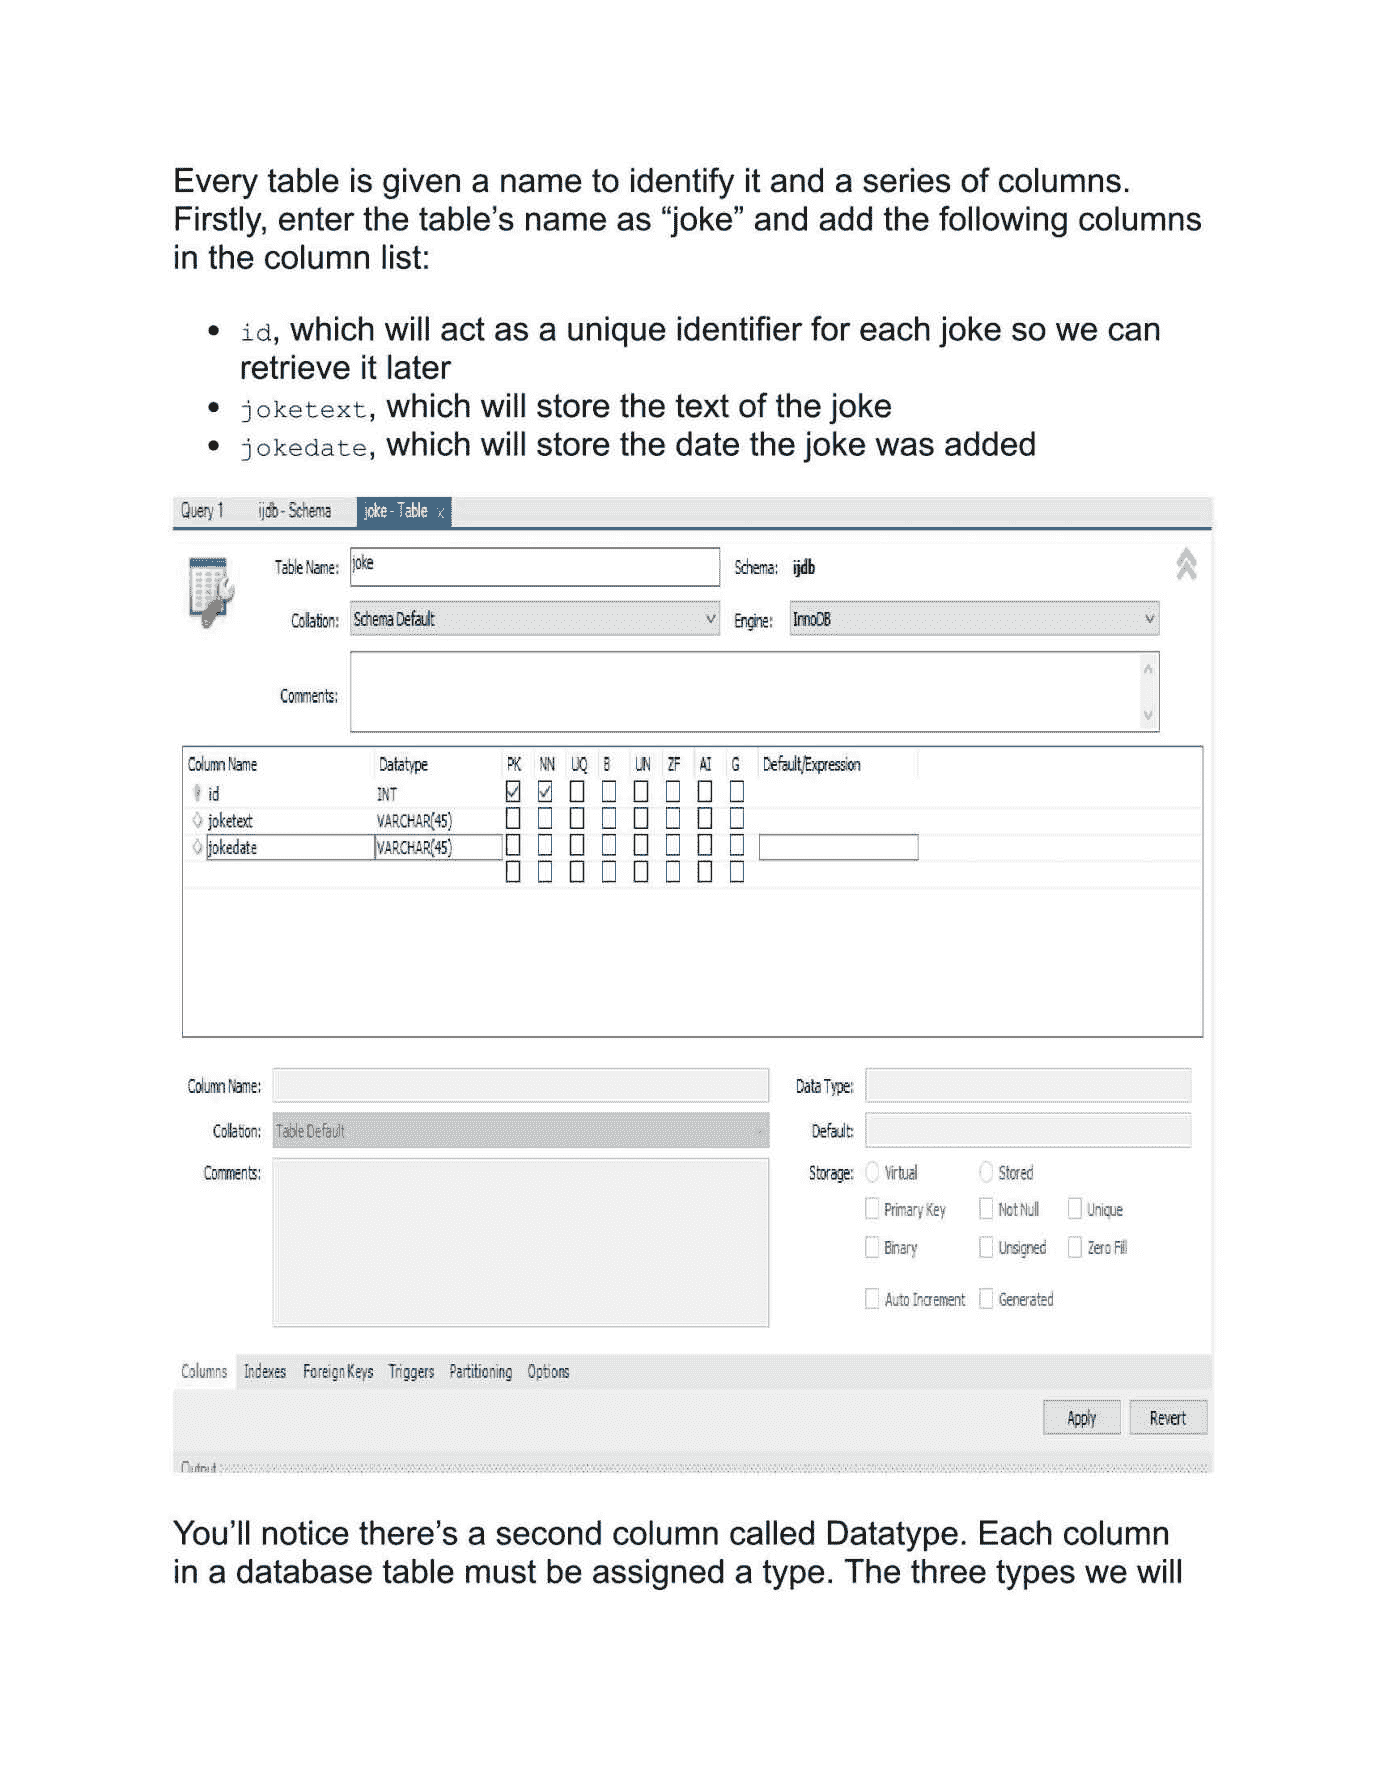 Every table is given a name to identify it and a series of columns.
Firstly, enter the table’s name as “joke” and add the following columns
in the column list:
• id, which will act as a unique identifier for each joke so we can
retrieve it later
• joketext, which will store the text of the joke
• jokedate, which will store the date the joke was added
Query 1 ijdb - Schema joke - Table x
Table Name: joke Schema: ijdb
Collation: Schema Default Engine: InnoDB
Comments:
Column Name Datatype PK NN UQ B UN ZF AI G Default/Expression
id INT
joketext VARCHAR(45)
jokedate VARCHAR(45)
Column Name: Data Type:
Collation: Table Default Default:
Comments: Storage: Virtual Stored
Primary Key Not Null Unique
Binary Unsigned Zero Fill
Auto Increment Generated
Columns Indexes Foreign Keys Triggers Partitioning Options
Apply Revert
Output
You’ll notice there’s a second column called Datatype. Each column
in a database table must be assigned a type. The three types we will